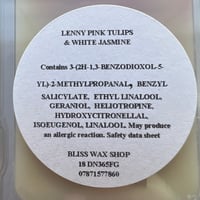 LENNY PINK TULIPS
& WHITE JASMINE
Contains 3-(2H-1,3-BENZODIOXOL-5-
YL)-2-METHYLPROPANAL, BENZYL
SALICYLATE, ETHYL LINALOOL,
GERANIOL, HELIOTROPINE,
HYDROXYCITRONELLAL,
ISOEUGENOL, LINALOOL. May produce
an allergic reaction. Safety data sheet
BLISS WAX SHOP
18 DN365FG
07871577860